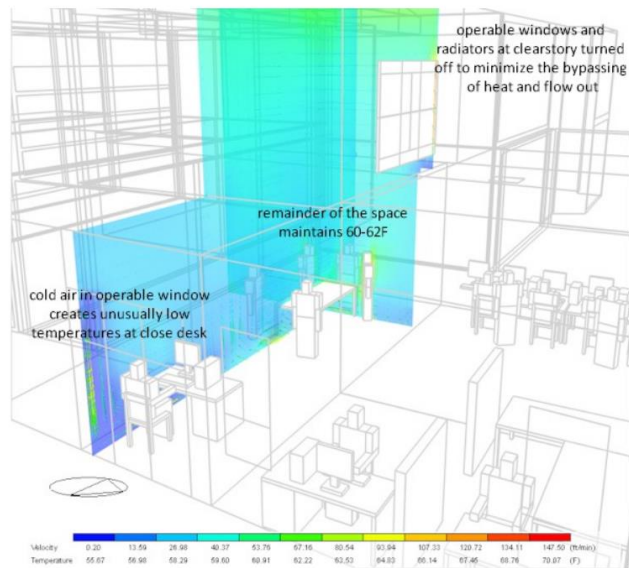 operable windows and
radiators at clearstory turned
off to minimize the bypassing
of heat and flow out
remainder of the space
maintains 60-62F
cold air in operable window
creates unusually low
temperatures at close desk
Velocity 0.20 13.59 26.98 40.37 53.76 67.16 80.54 93.94 107.33 120.72 134.11 147.50 (ft/min)
Temperature 55.67 56.98 58.29 59.60 60.91 62.22 63.53 64.83 66.14 67.45 68.76 70.07 (F)